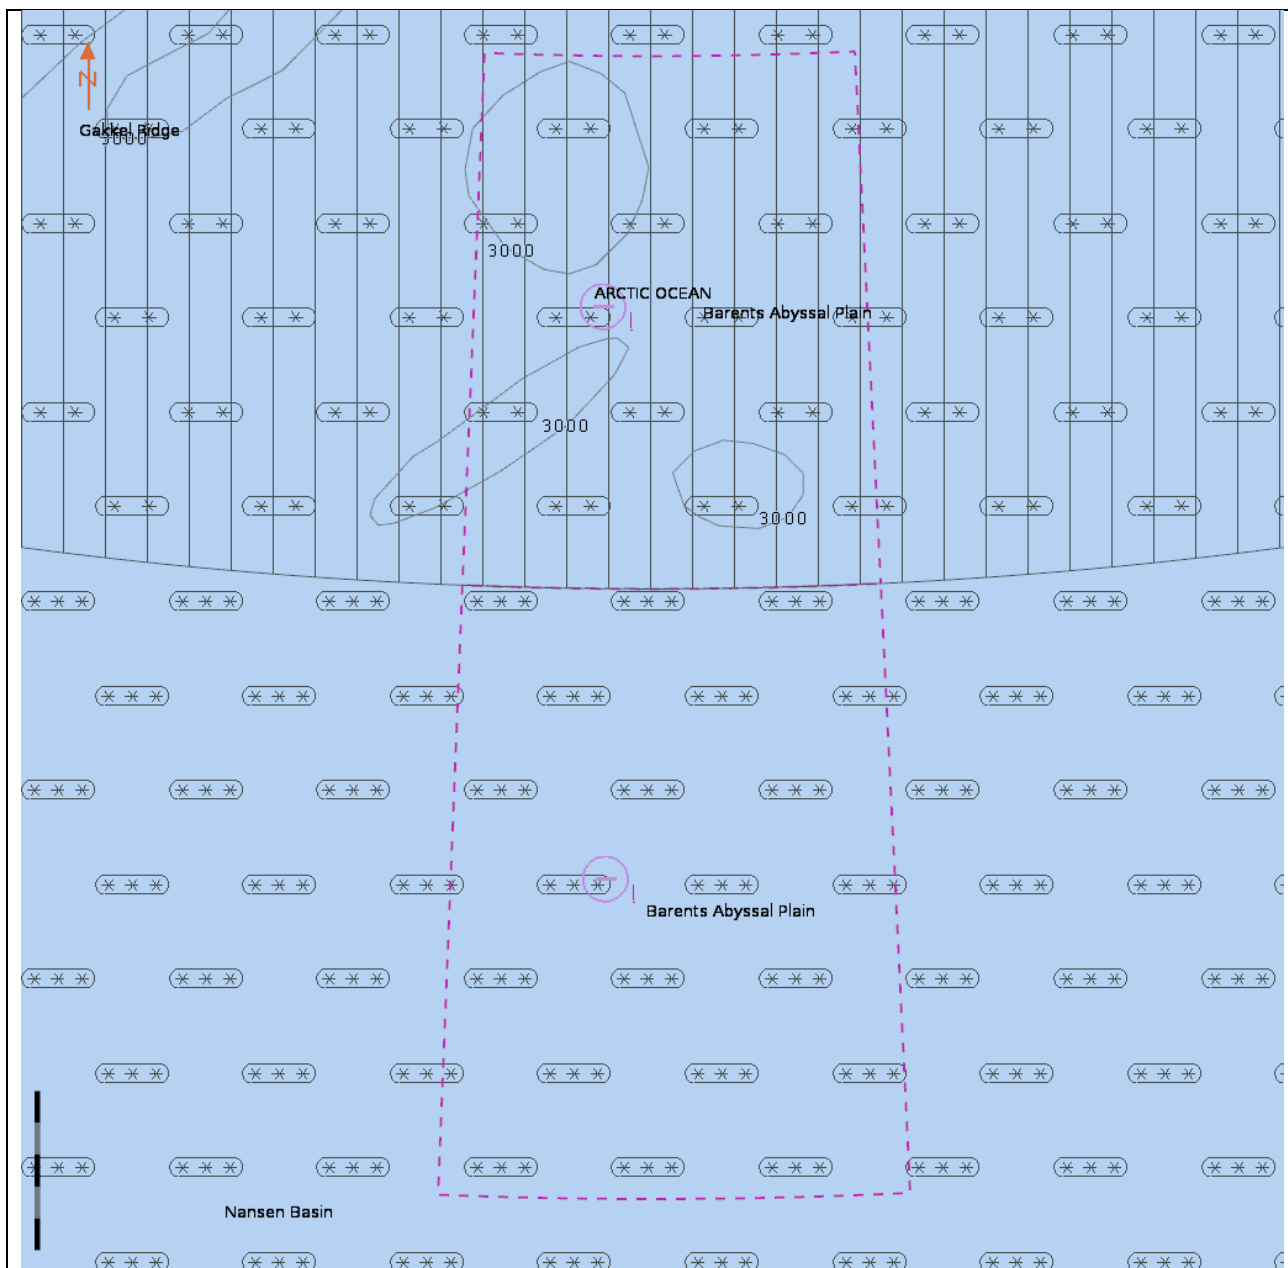 N
Gakkel Ridge
3000
3000
ARCTIC OCEAN
Barents Abyssal Plain
3000
3000
Barents Abyssal Plain
Nansen Basin